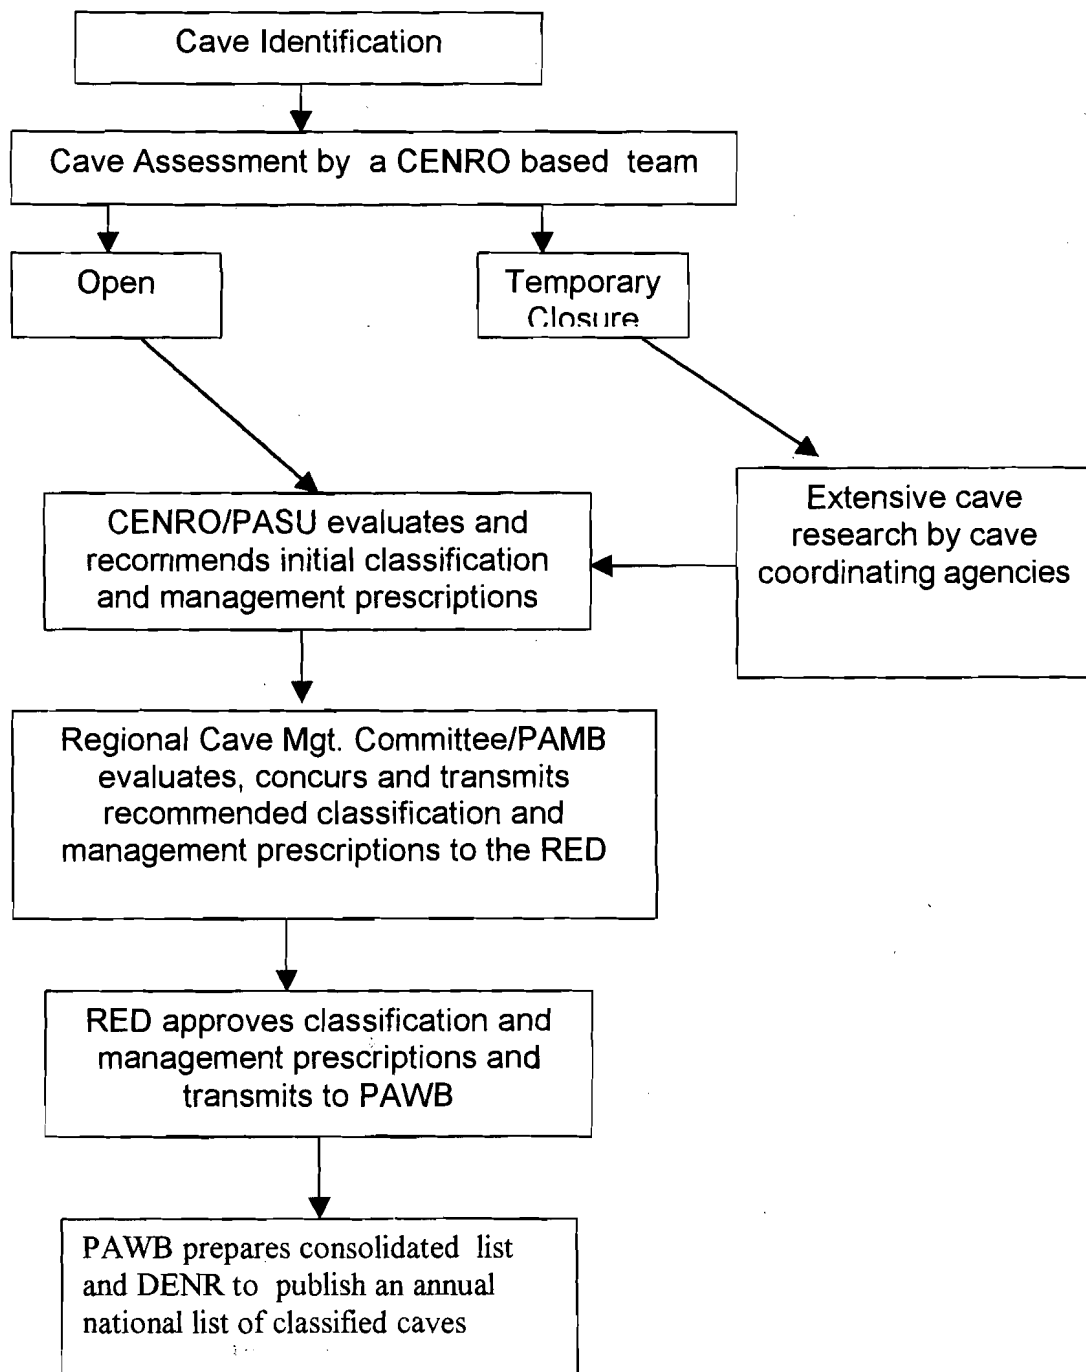 Cave Identification
Cave Assessment by a CENRO based team
Open
Temporary
Closure
CENRO/PASU evaluates and
recommends initial classification
and management prescriptions
Extensive cave
research by cave
coordinating agencies
Regional Cave Mgt. Committee/PAMB
evaluates, concurs and transmits
recommended classification and
management prescriptions to the RED
RED approves classification and
management prescriptions and
transmits to PAWB
PAWB prepares consolidated list
and DENR to publish an annual
national list of classified caves